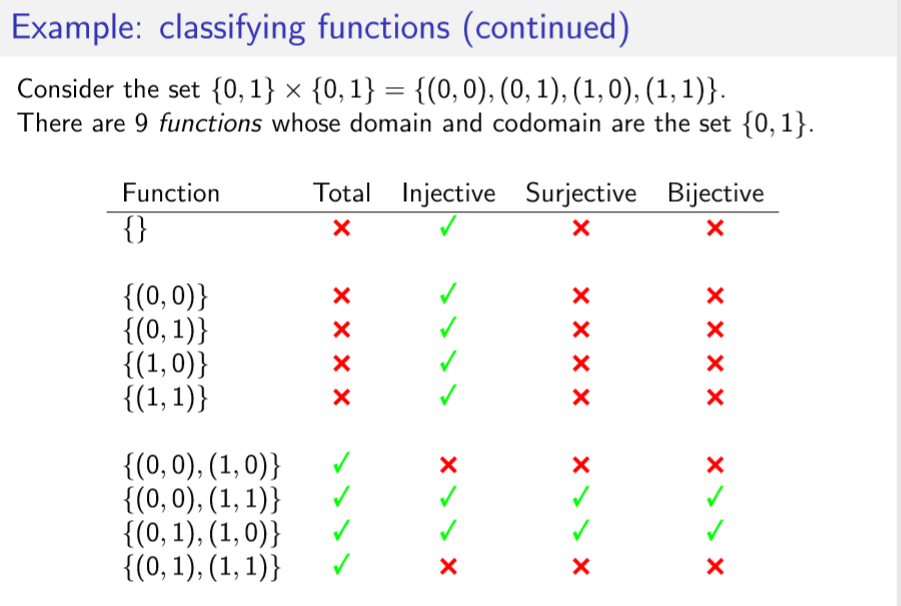 Example: classifying functions (continued)
Consider the set {0, 1} × {0, 1} = {(0, 0), (0, 1), (1, 0), (1, 1)}.
There are 9 functions whose domain and codomain are the set {0, 1}.
Function Total Injective Surjective Bijective
{} ✗ ✓ ✗ ✗
{(0, 0)} ✗ ✓ ✗ ✗
{(0, 1)} ✗ ✓ ✗ ✗
{(1, 0)} ✗ ✓ ✗ ✗
{(1, 1)} ✗ ✓ ✗ ✗
{(0, 0), (1, 0)} ✓ ✗ ✗ ✗
{(0, 0), (1, 1)} ✓ ✓ ✓ ✓
{(0, 1), (1, 0)} ✓ ✓ ✓ ✓
{(0, 1), (1, 1)} ✓ ✗ ✗ ✗